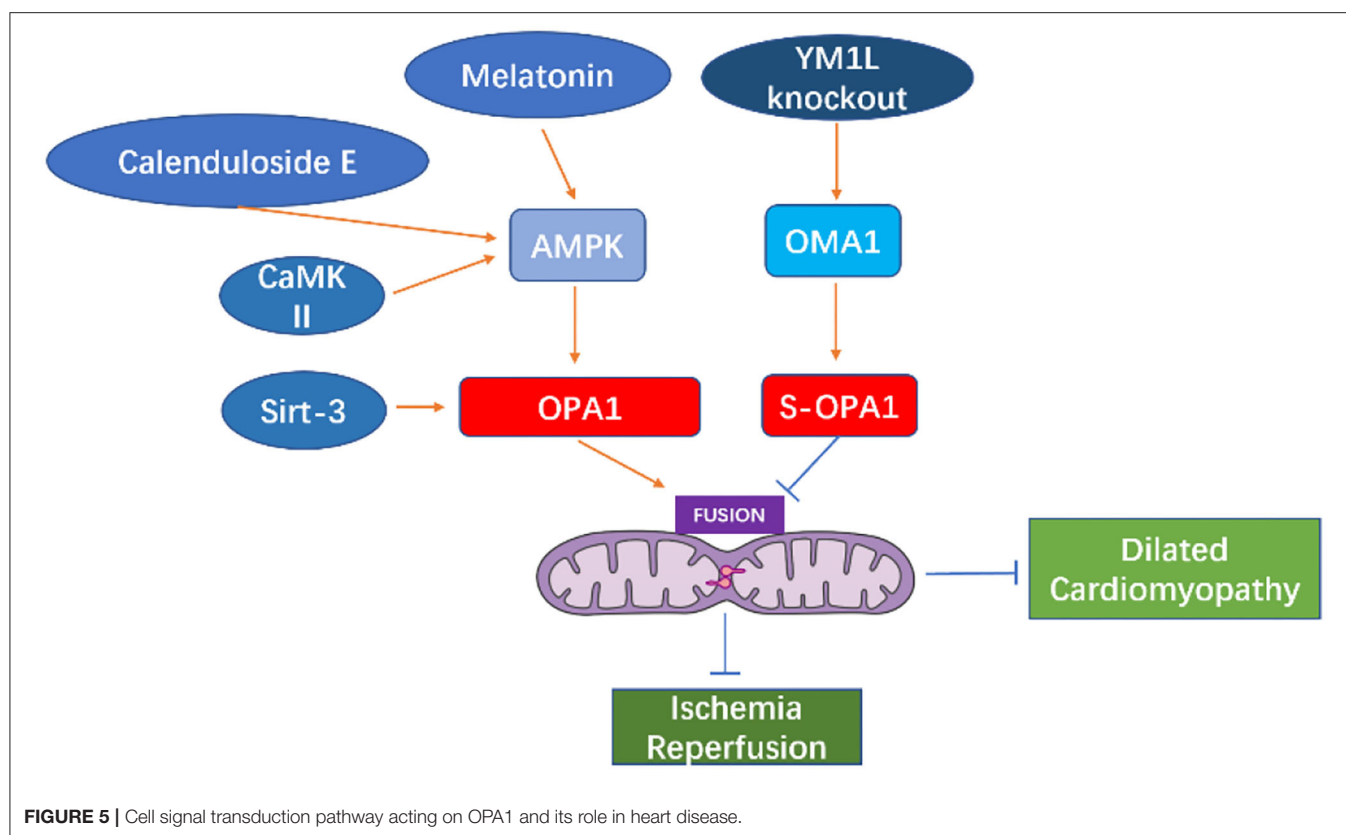 Melatonin
YM1L
knockout
Calenduloside E
AMPK
OMA1
CaMK
II
Sirt-3
OPA1
S-OPA1
FUSION
Dilated
Cardiomyopathy
Ischemia
Reperfusion
FIGURE 5 | Cell signal transduction pathway acting on OPA1 and its role in heart disease.